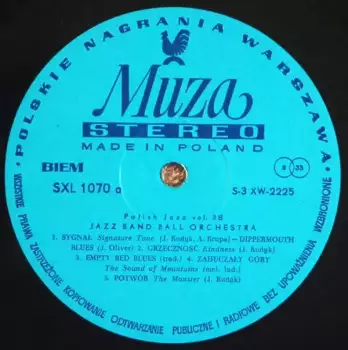 • POLSKIE NAGRANIA WARSZAWA •
Muza
STEREO
MADE IN POLAND
BIEM
SXL 1070 a
S 33
S-3 XW-2225
Polish Jazz vol. 38
JAZZ BAND BALL ORCHESTRA
1. SYGNAŁ Signature Tune (J. Kudyk, A. Krupa) – DIPPERMOUTH
BLUES (J. Oliver) 2. GRZECZNOŚĆ Kindness (J. Kudyk)
3. EMPTY BED BLUES (trad.) 4. ZAHUCZAŁY GÓRY
The Sound of Mountains (mel. lud.)
5. POTWÓR The Monster (J. Kudyk)
WSZYSTKIE PRAWA ZASTRZEŻONE KOPIOWANIE ODTWARZANIE PUBLICZNE I RADIOWE BEZ UPOWAŻNIENIA WZBRONIONE